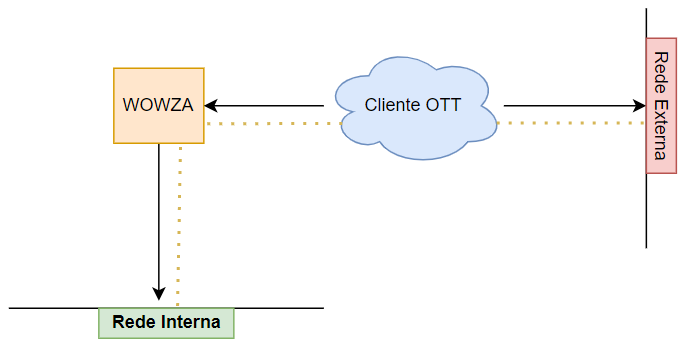 WOWZA
Cliente OTT
Rede Externa
Rede Interna